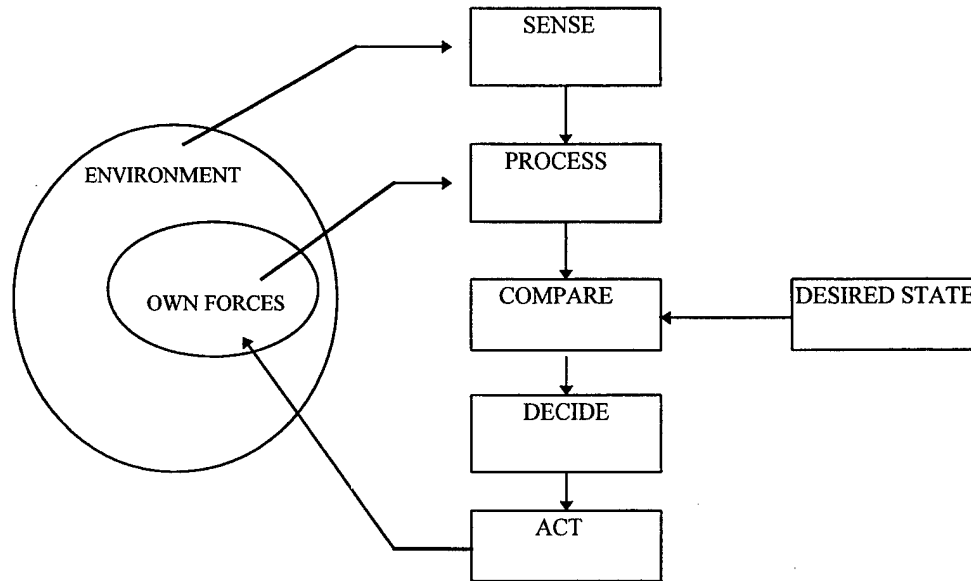 SENSE
ENVIRONMENT
PROCESS
OWN FORCES
COMPARE
DESIRED STATE
DECIDE
ACT